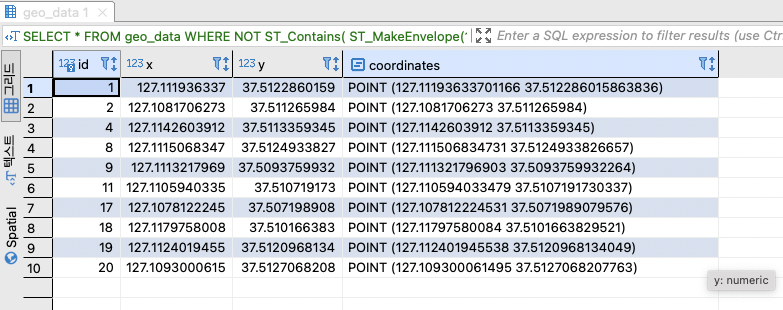 geo_data 1
SELECT * FROM geo_data WHERE NOT ST_Contains( ST_MakeEnvelope( Enter a SQL expression to filter results (use Ctr
그리드
텍스트
Spatial
123 id 123 x 123 y coordinates
1 1 127.111936337 37.5122860159 POINT (127.11193633701166 37.512286015863836)
2 2 127.1081706273 37.511265984 POINT (127.1081706273 37.511265984)
3 4 127.1142603912 37.5113359345 POINT (127.1142603912 37.5113359345)
4 8 127.1115068347 37.5124933827 POINT (127.111506834731 37.5124933826657)
5 9 127.1113217969 37.5093759932 POINT (127.111321796903 37.5093759932264)
6 11 127.1105940335 37.510719173 POINT (127.110594033479 37.5107191730337)
7 17 127.1078122245 37.507198908 POINT (127.107812224531 37.5071989079576)
8 18 127.1179758008 37.510166383 POINT (127.11797580084 37.5101663829521)
9 19 127.1124019455 37.5120968134 POINT (127.112401945538 37.5120968134049)
10 20 127.1093000615 37.5127068208 POINT (127.109300061495 37.5127068207763)
y: numeric